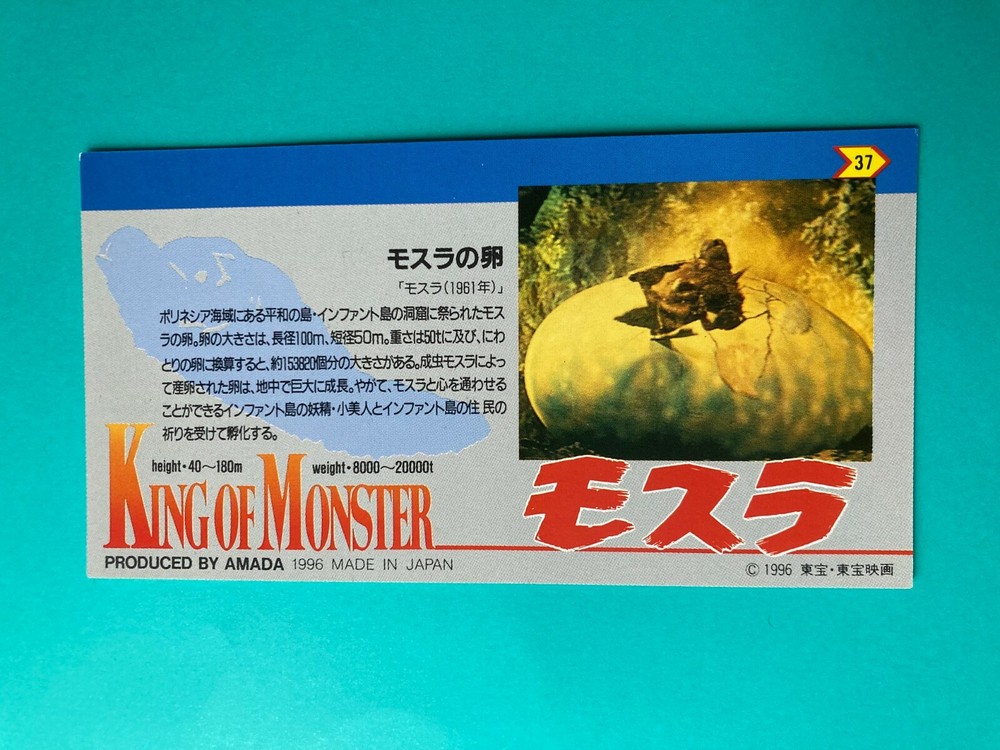 37
モスラの卵
「モスラ(1961年)」
ポリネシア海域にある平和の島・インファント島の洞窟に祭られたモス
ラの卵。卵の大きさは、長径100m、短径50m。重さは50tに及び、にわ
とりの卵に換算すると、約153820個分の大きさがある。成虫モスラによっ
て産卵された卵は、地中で巨大に成長。やがて、モスラと心を通わせる
ことができるインファント島の妖精・小美人とインファント島の住民の
祈りを受けて孵化する。
height・40～180m weight・8000～20000t
KING OF MONSTER
モスラ
PRODUCED BY AMADA 1996 MADE IN JAPAN
© 1996 東宝・東宝映画